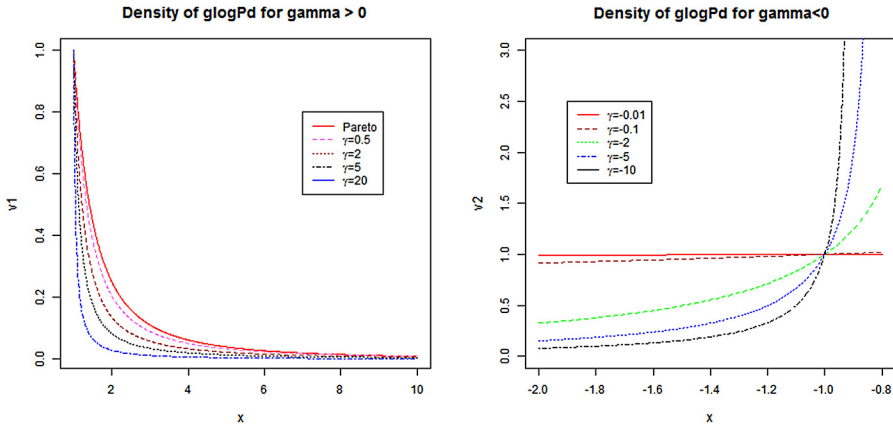 Density of glogPd for gamma > 0
v1
1.0
0.8
0.6
0.4
0.2
0.0
Pareto
γ=0.5
γ=2
γ=5
γ=20
2 4 6 8 10
x
Density of glogPd for gamma<0
v2
3.0
2.5
2.0
1.5
1.0
0.5
0.0
γ=-0.01
γ=-0.1
γ=-2
γ=-5
γ=-10
-2.0 -1.8 -1.6 -1.4 -1.2 -1.0 -0.8
x